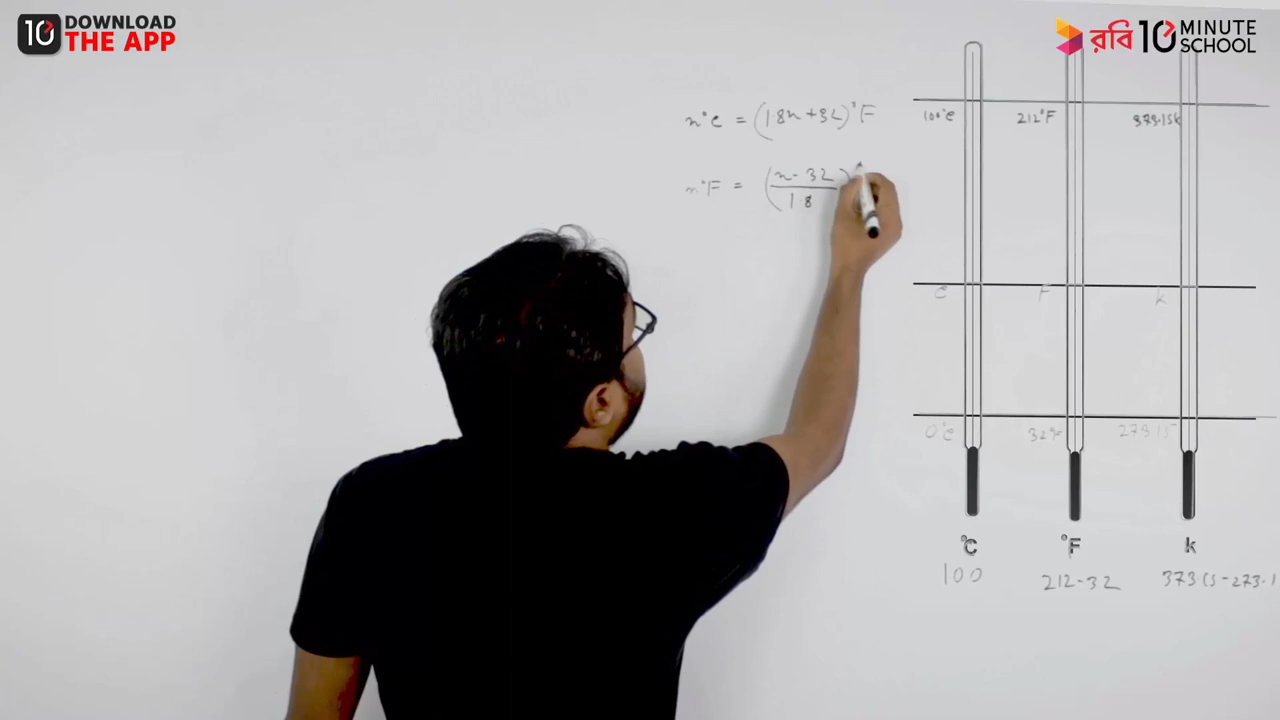 10 DOWNLOAD THE APP
রবি 10 MINUTE SCHOOL
x°C = (1.8x+32)°F
x°F = (x-32 / 1.8)
100°C 212°F 373.15K
C F K
0°C 32°F 273.15
°C °F k
100 212-32 373.15-273.1